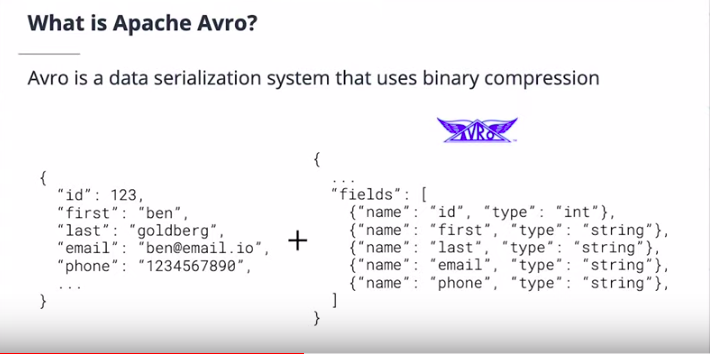 What is Apache Avro?
Avro is a data serialization system that uses binary compression
AVRO
{
"id": 123,
"first": "ben",
"last": "goldberg",
"email": "ben@email.io",
"phone": "1234567890",
...
}
+
{
...
"fields": [
{"name": "id", "type": "int"},
{"name": "first", "type": "string"},
{"name": "last", "type": "string"},
{"name": "email", "type": "string"},
{"name": "phone", "type": "string"},
]
}